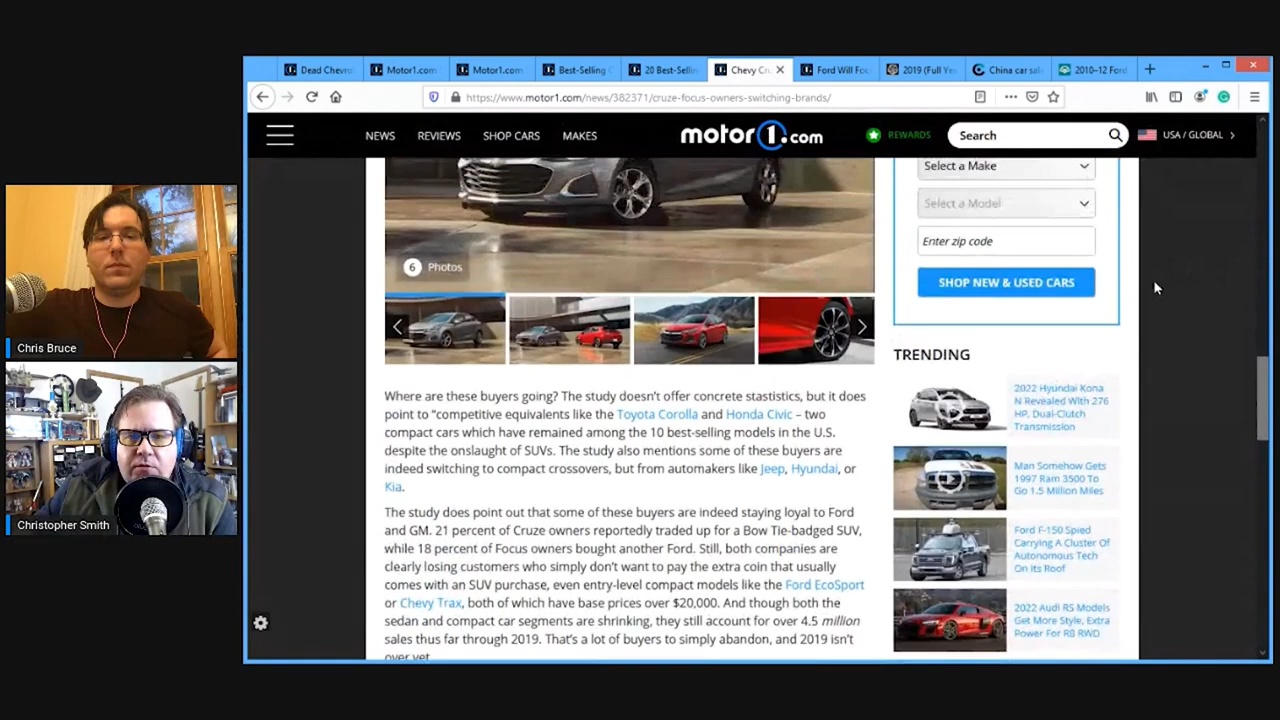 Dead Chevrol
Motor1.com
Motor1.com
Best-Selling
20 Best-Sellin
Chevy Cru
Ford Will Foc
2019 (Full Ye
China car sal
2010–12 Ford
https://www.motor1.com/news/382371/cruze-focus-owners-switching-brands/
NEWS
REVIEWS
SHOP CARS
MAKES
motor1.com
REWARDS
Search
USA / GLOBAL
Select a Make
Select a Model
Enter zip code
SHOP NEW & USED CARS
6 Photos
Where are these buyers going? The study doesn't offer concrete stastistics, but it does
point to "competitive equivalents like the Toyota Corolla and Honda Civic – two
compact cars which have remained among the 10 best-selling models in the U.S.
despite the onslaught of SUVs. The study also mentions some of these buyers are
indeed switching to compact crossovers, but from automakers like Jeep, Hyundai, or
Kia.
The study does point out that some of these buyers are indeed staying loyal to Ford
and GM. 21 percent of Cruze owners reportedly traded up for a Bow Tie-badged SUV,
while 18 percent of Focus owners bought another Ford. Still, both companies are
clearly losing customers who simply don't want to pay the extra coin that usually
comes with an SUV purchase, even entry-level compact models like the Ford EcoSport
or Chevy Trax, both of which have base prices over $20,000. And though both the
sedan and compact car segments are shrinking, they still account for over 4.5 million
sales thus far through 2019. That's a lot of buyers to simply abandon, and 2019 isn't
over yet.
TRENDING
2022 Hyundai Kona
N Revealed With 276
HP, Dual-Clutch
Transmission
Man Somehow Gets
1997 Ram 3500 To
Go 1.5 Million Miles
Ford F-150 Spied
Carrying A Cluster Of
Autonomous Tech
On Its Roof
2022 Audi RS Models
Get More Style, Extra
Power For R8 RWD
Chris Bruce
Christopher Smith